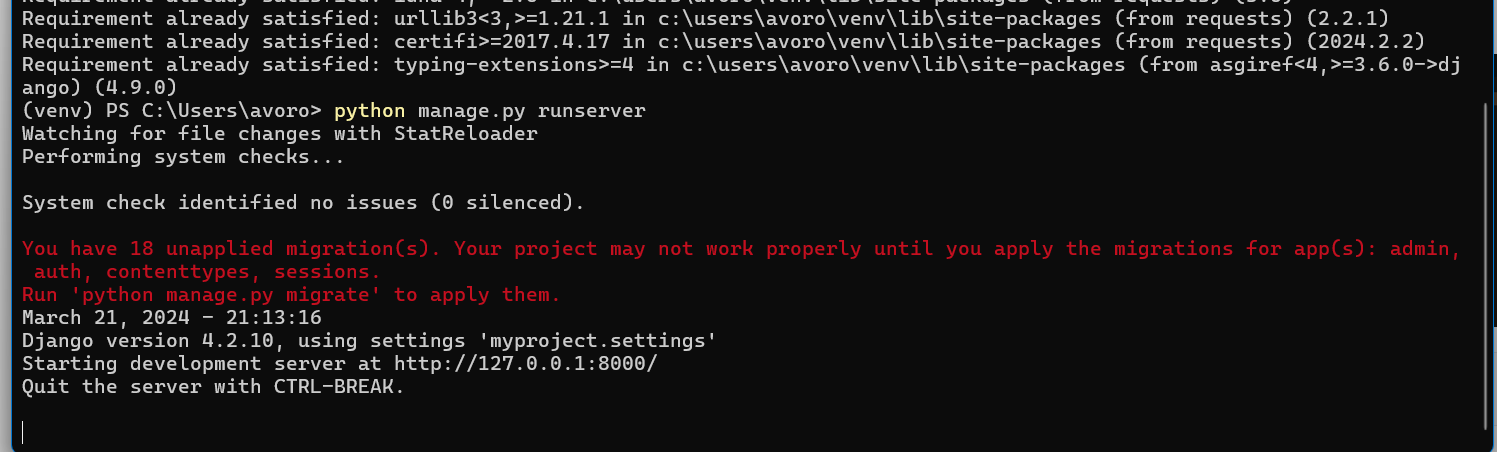 urllib3<3,>=1.21.1 in c:\users\avoro\venv\lib\site-packages (from requests) (2.2.1)
Requirement already satisfied: certifi>=2017.4.17 in c:\users\avoro\venv\lib\site-packages (from requests) (2024.2.2)
Requirement already satisfied: typing-extensions>=4 in c:\users\avoro\venv\lib\site-packages (from asgiref<4,>=3.6.0->dj
ango) (4.9.0)
(venv) PS C:\Users\avoro> python manage.py runserver
Watching for file changes with StatReloader
Performing system checks...
System check identified no issues (0 silenced).
You have 18 unapplied migration(s). Your project may not work properly until you apply the migrations for app(s): admin,
 auth, contenttypes, sessions.
Run 'python manage.py migrate' to apply them.
March 21, 2024 - 21:13:16
Django version 4.2.10, using settings 'myproject.settings'
Starting development server at http://127.0.0.1:8000/
Quit the server with CTRL-BREAK.